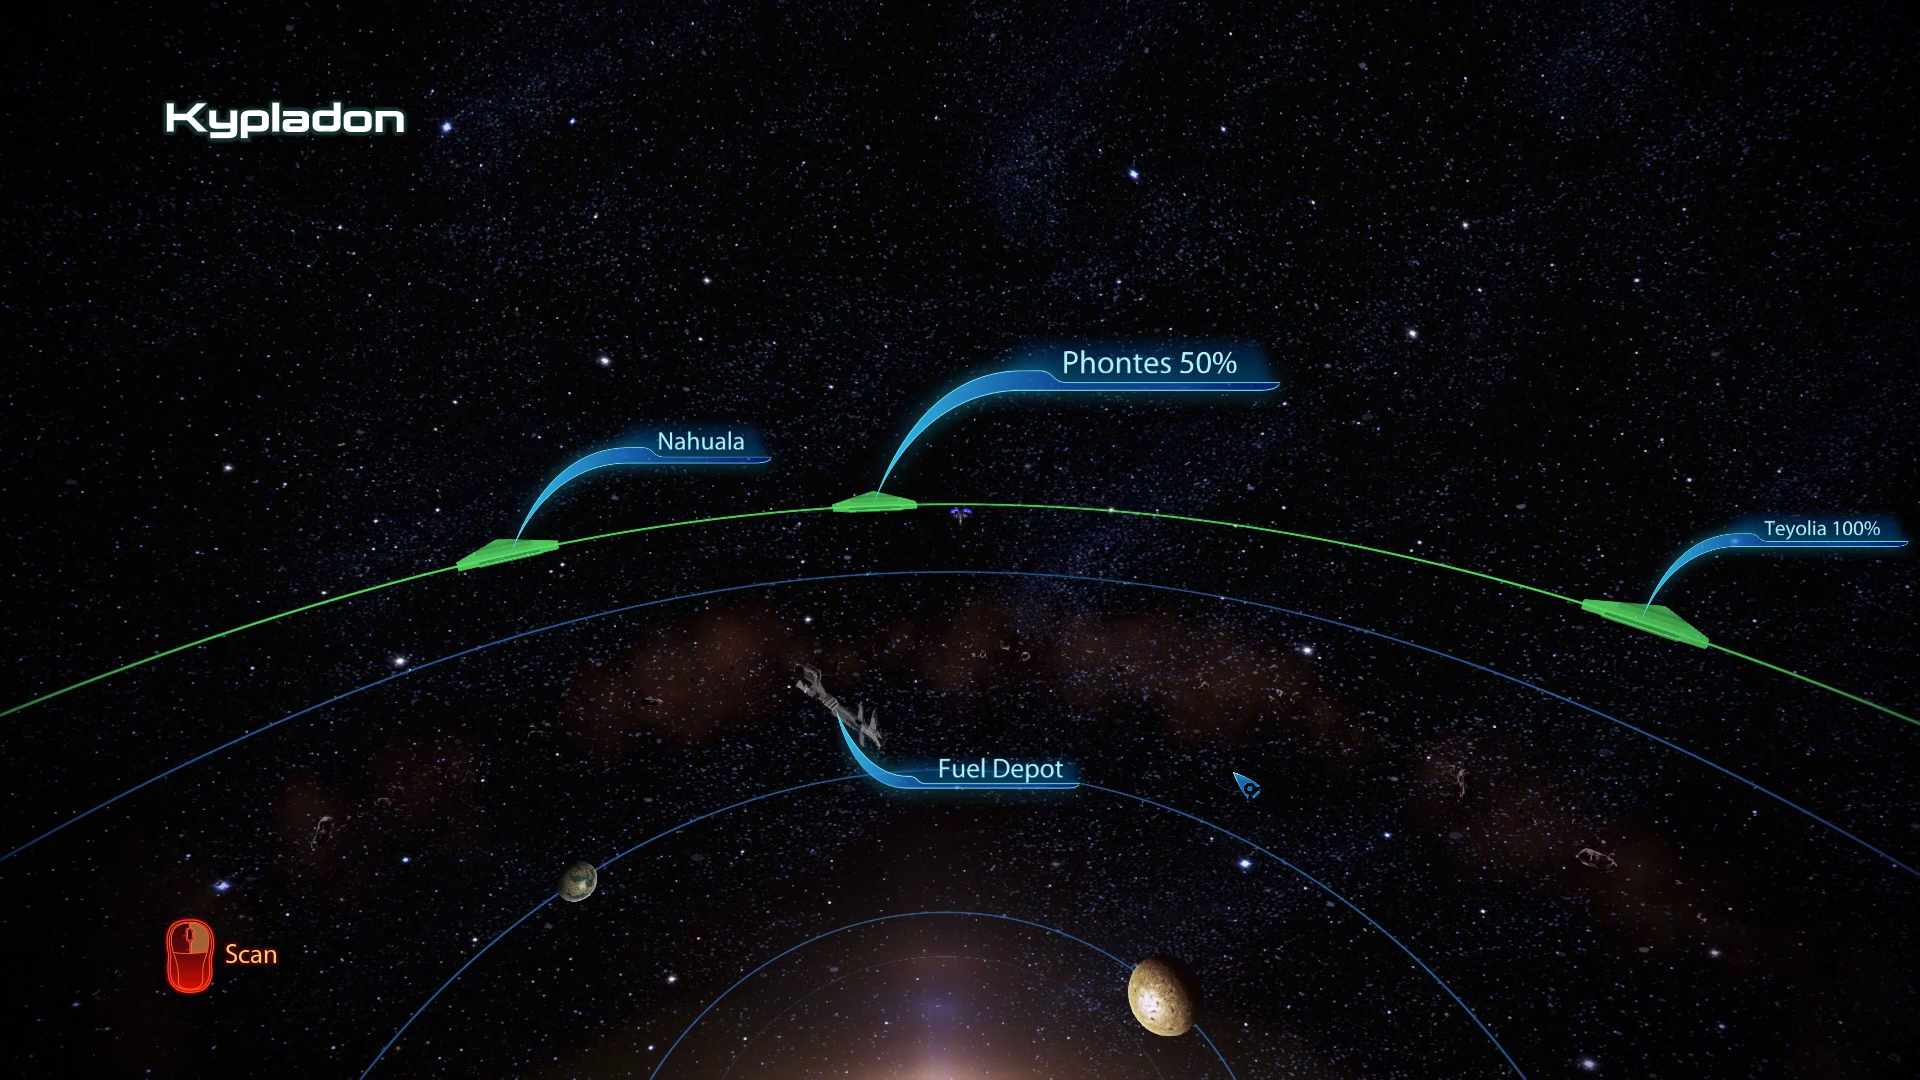 Kypladon
Phontes 50%
Nahuala
Teyolia 100%
Fuel Depot
Scan